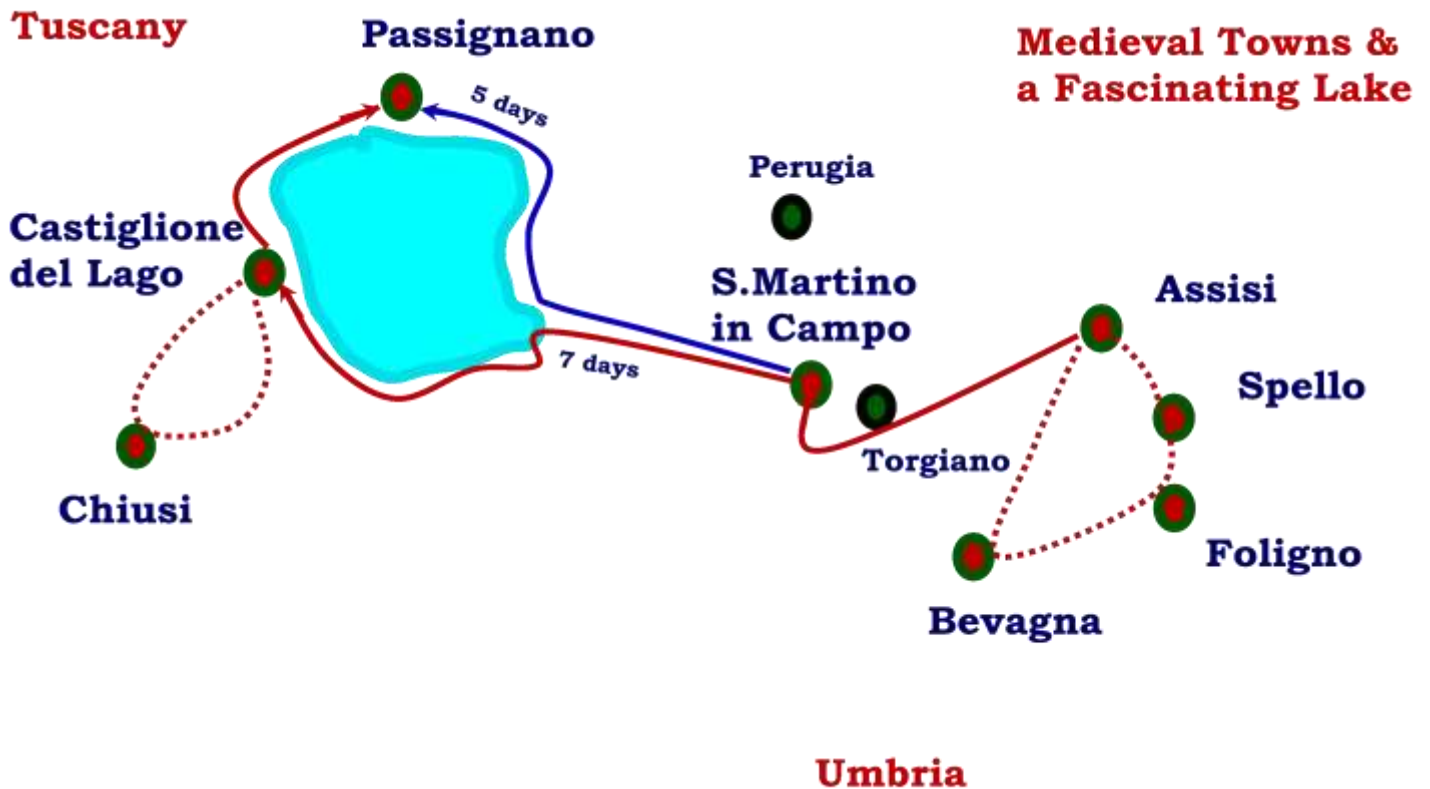 Tuscany
Passignano
Medieval Towns &
a Fascinating Lake
5 days
Perugia
Castiglione
del Lago
S.Martino
in Campo
Assisi
7 days
Spello
Torgiano
Chiusi
Foligno
Bevagna
Umbria